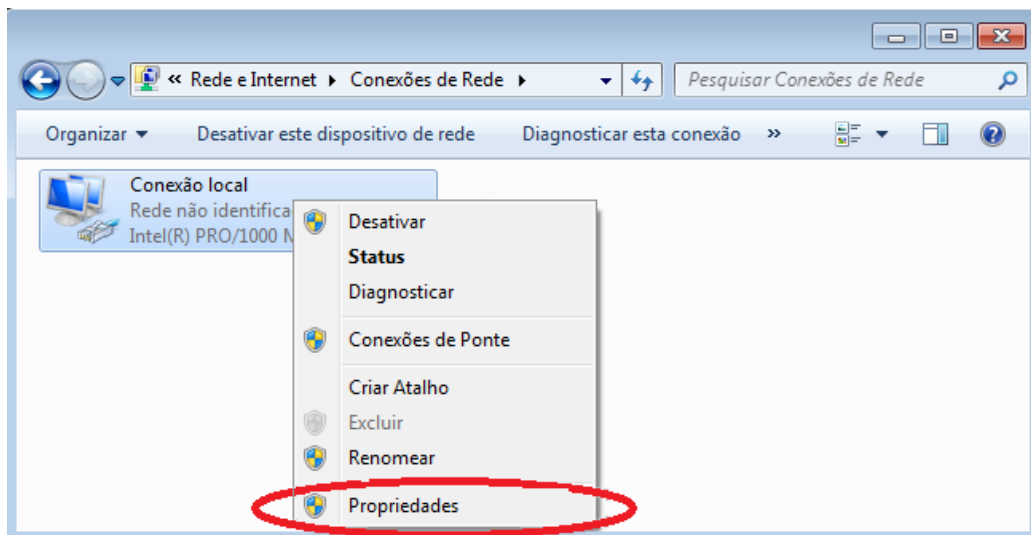 « Rede e Internet ▸ Conexões de Rede ▸
Pesquisar Conexões de Rede
Organizar Desativar este dispositivo de rede Diagnosticar esta conexão »
Conexão local
Rede não identifica
Intel(R) PRO/1000 M
Desativar
Status
Diagnosticar
Conexões de Ponte
Criar Atalho
Excluir
Renomear
Propriedades